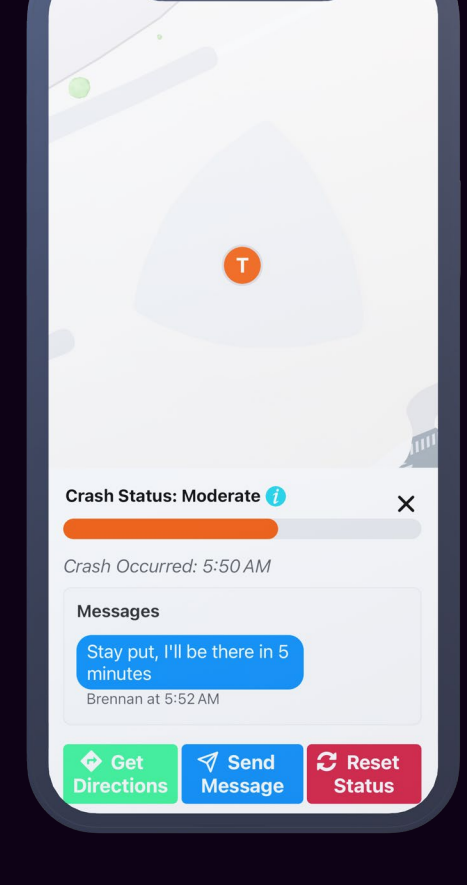 T
Crash Status: Moderate i
Crash Occurred: 5:50 AM
Messages
Stay put, I'll be there in 5
minutes
Brennan at 5:52 AM
Get
Directions
Send
Message
Reset
Status